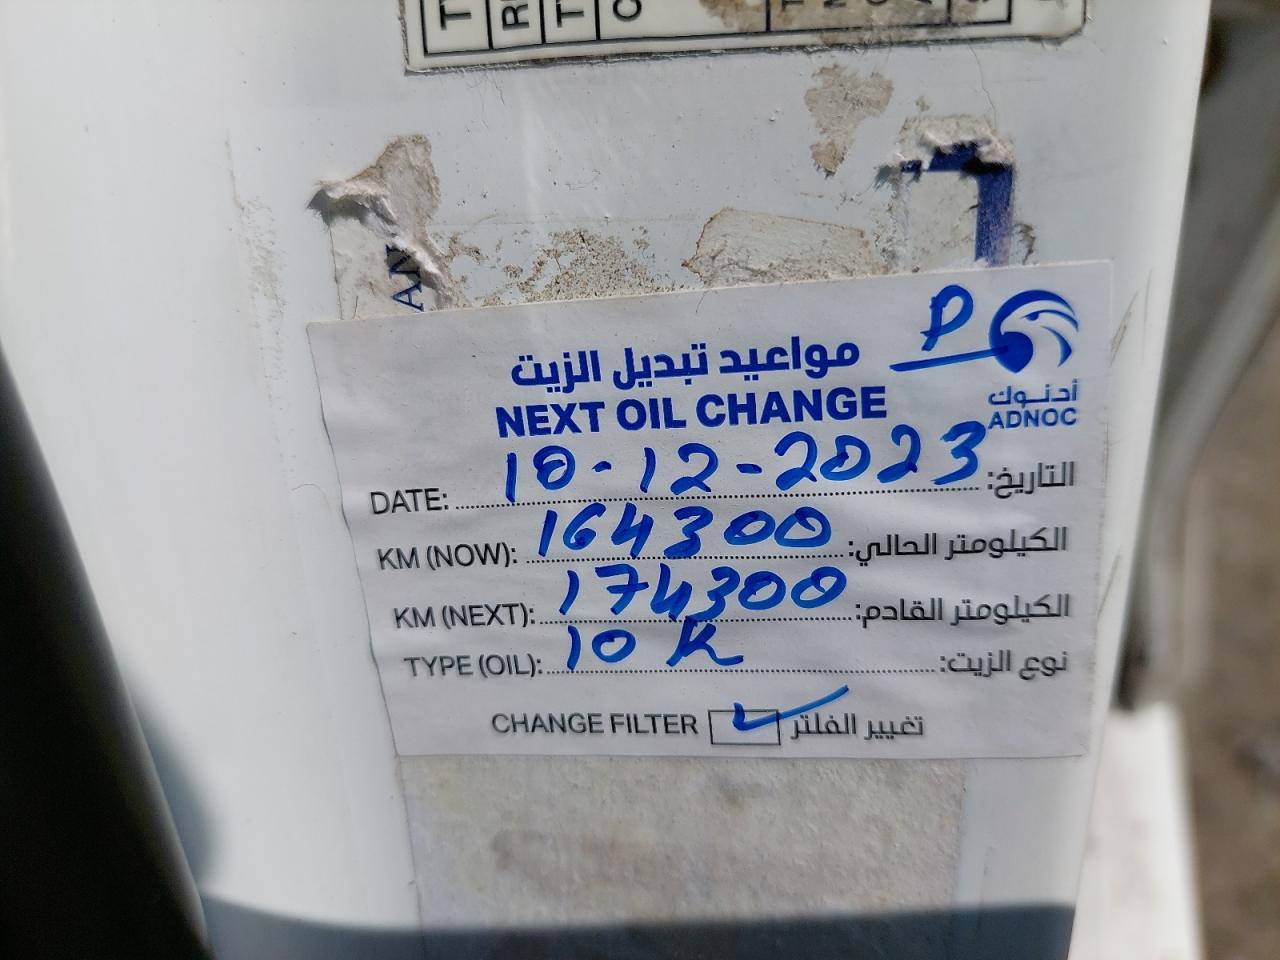 AN
P
مواعيد تبديل الزيت
NEXT OIL CHANGE
أدنوك
ADNOC
DATE: 10-12-2023 التاريخ:
KM (NOW): 164300 الكيلومتر الحالي:
KM (NEXT): 174300 الكيلومتر القادم:
TYPE (OIL): 10 K نوع الزيت:
CHANGE FILTER ✓ تغيير الفلتر